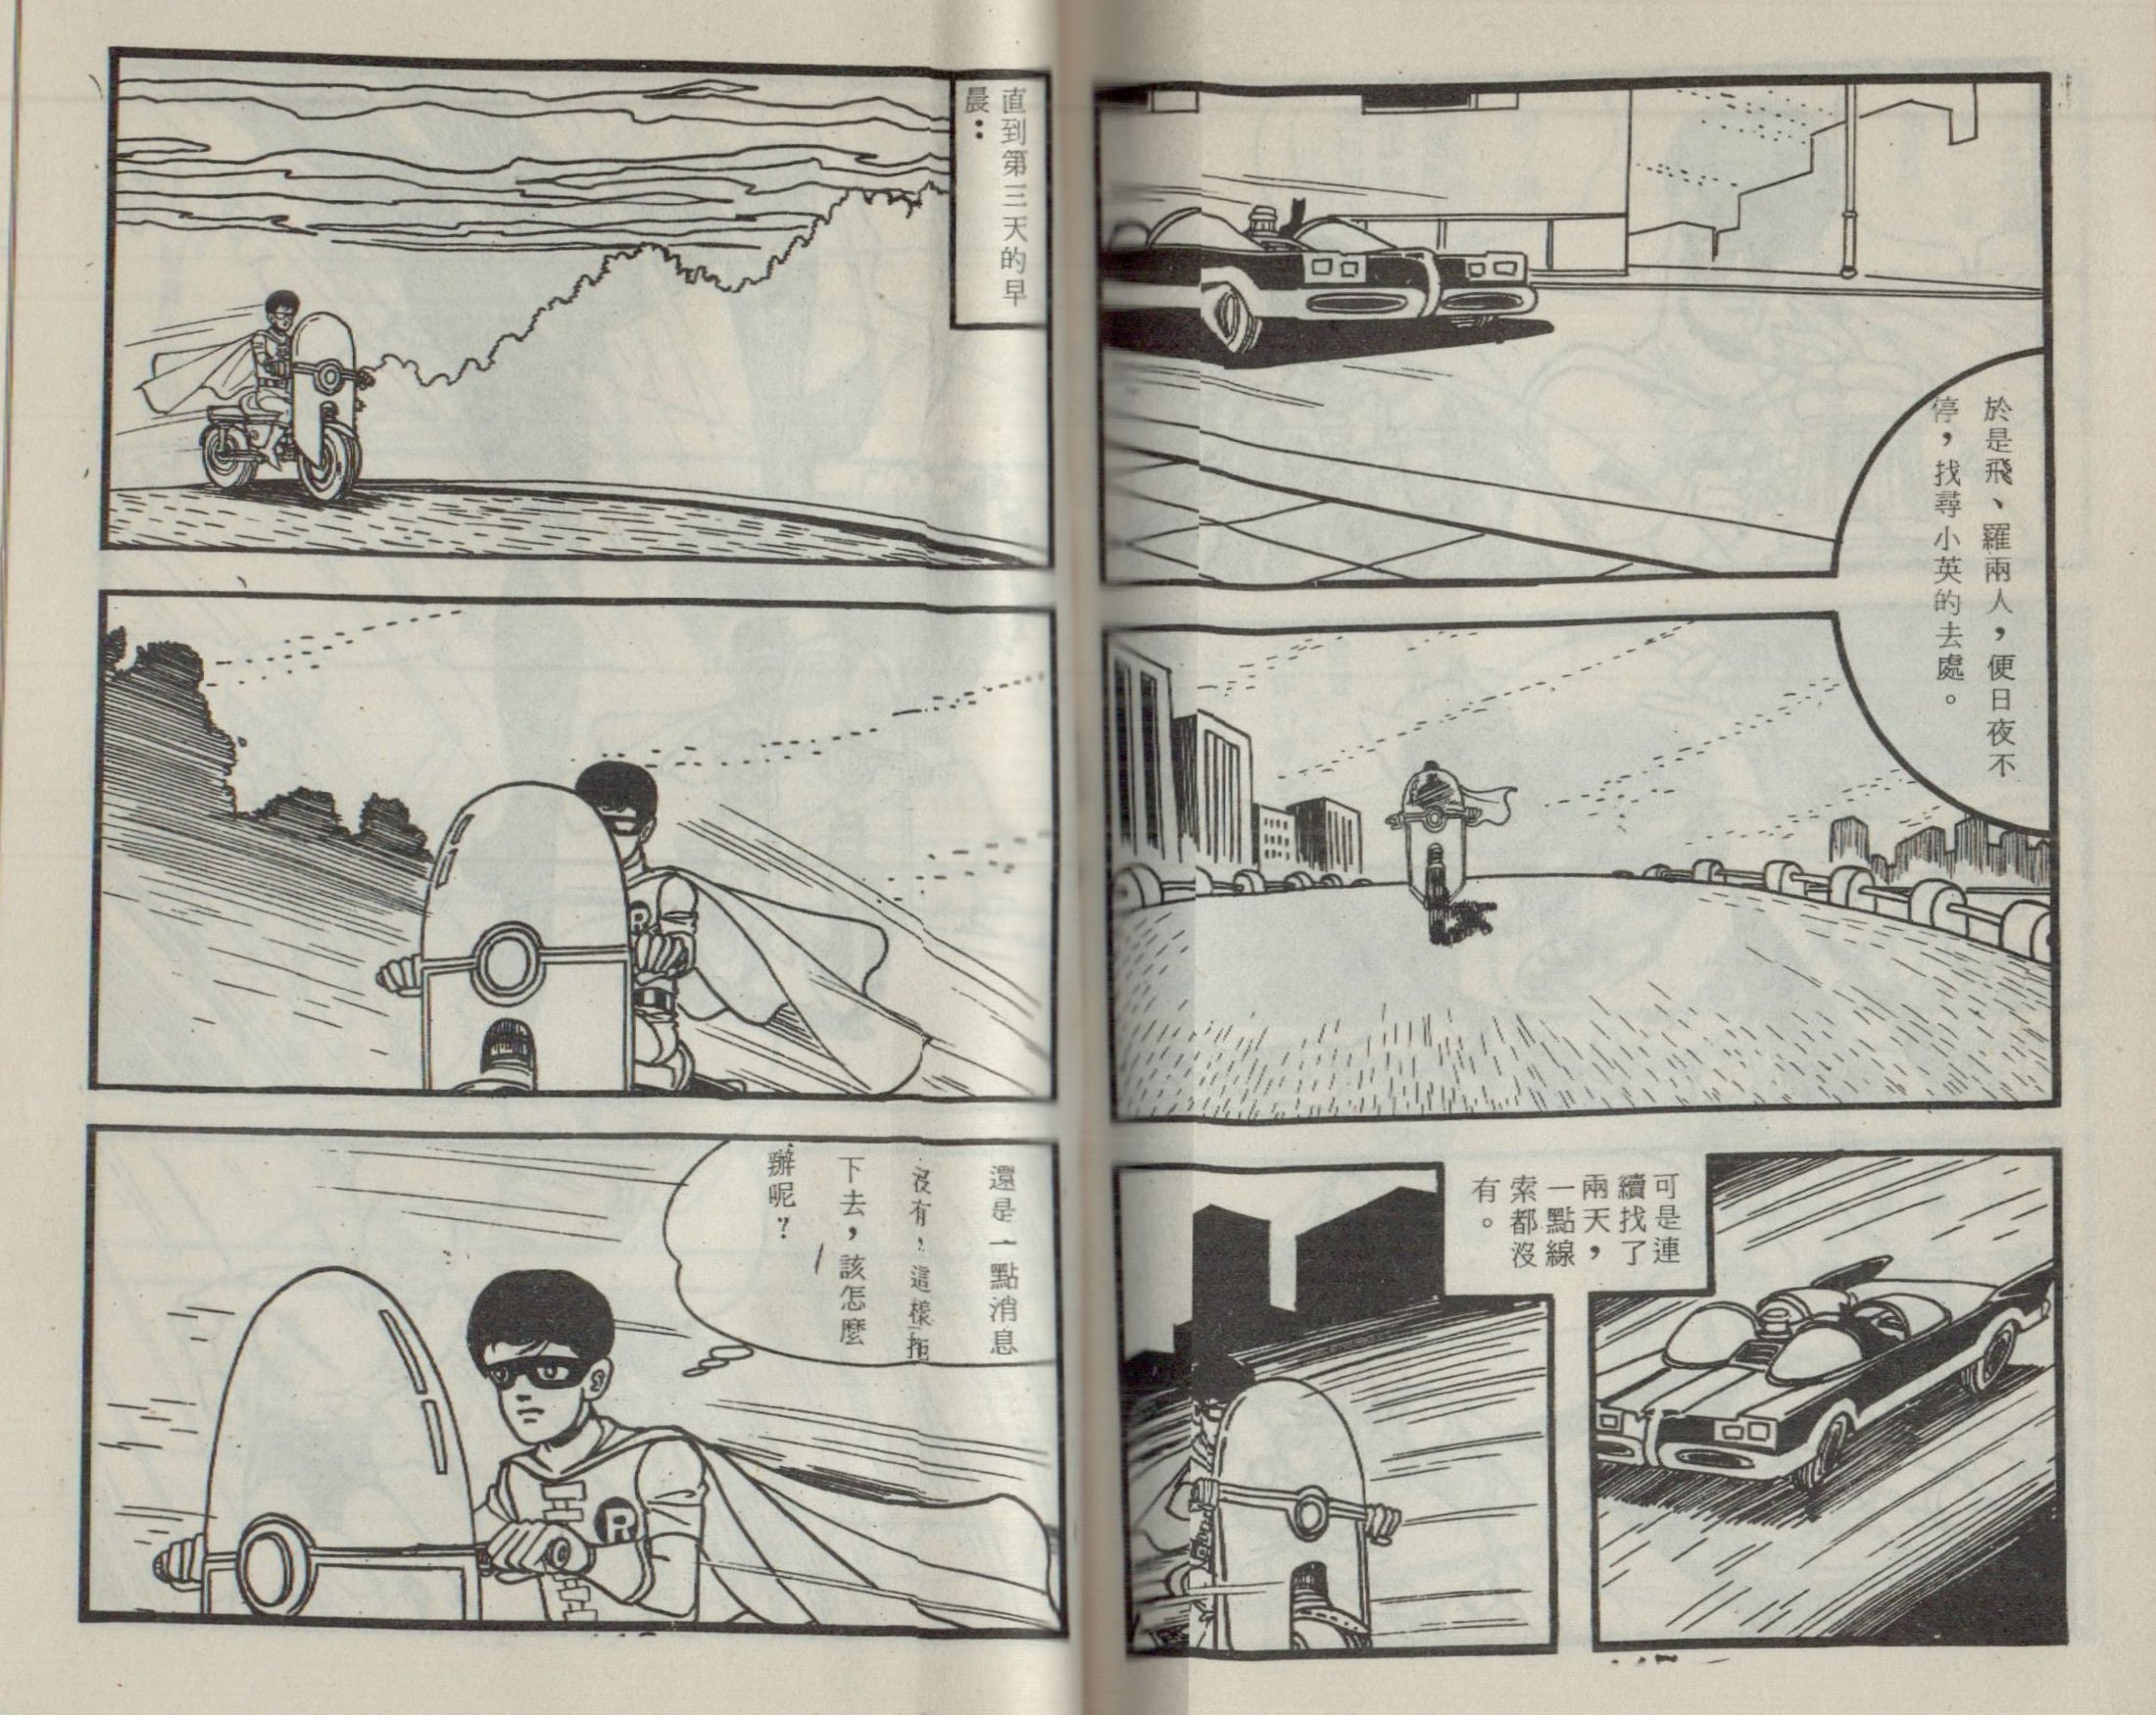 於是飛、羅兩人，便日夜不
停，找尋小英的去處。
可是連
續找了
兩天，
一點線
索都沒
有。
直到第三天的早
晨：
還是一點消息
沒有，這樣拖
下去，該怎麼
辦呢？
R
R